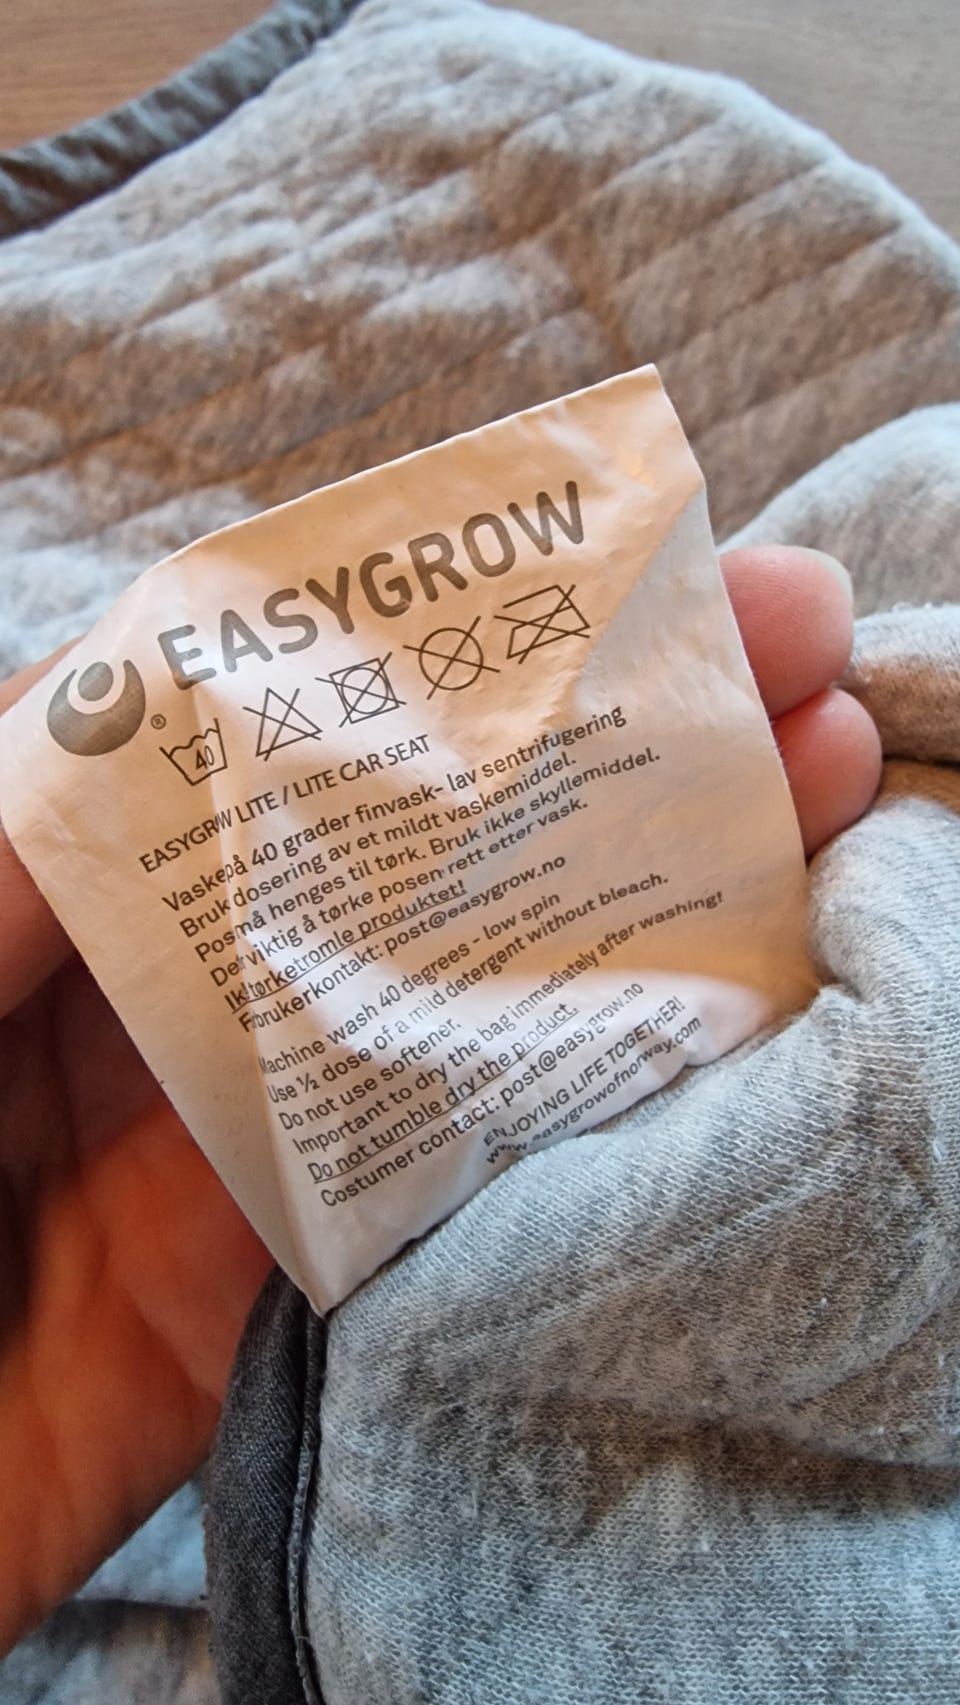 EASYGROW
®
40
EASYGROW LITE / LITE CAR SEAT
Vaskes på 40 grader finvask- lav sentrifugering
Bruk dosering av et mildt vaskemiddel.
Posen må henges til tørk. Bruk ikke skyllemiddel.
Det viktig å tørke posen rett etter vask.
Ikke tørketromle produktet!
Forbrukerkontakt: post@easygrow.no
Machine wash 40 degrees - low spin
Use ½ dose of a mild detergent without bleach.
Do not use softener.
Important to dry the bag immediately after washing!
Do not tumble dry the product.
Costumer contact: post@easygrow.no
ENJOYING LIFE TOGETHER!
www.easygrowofnorway.com